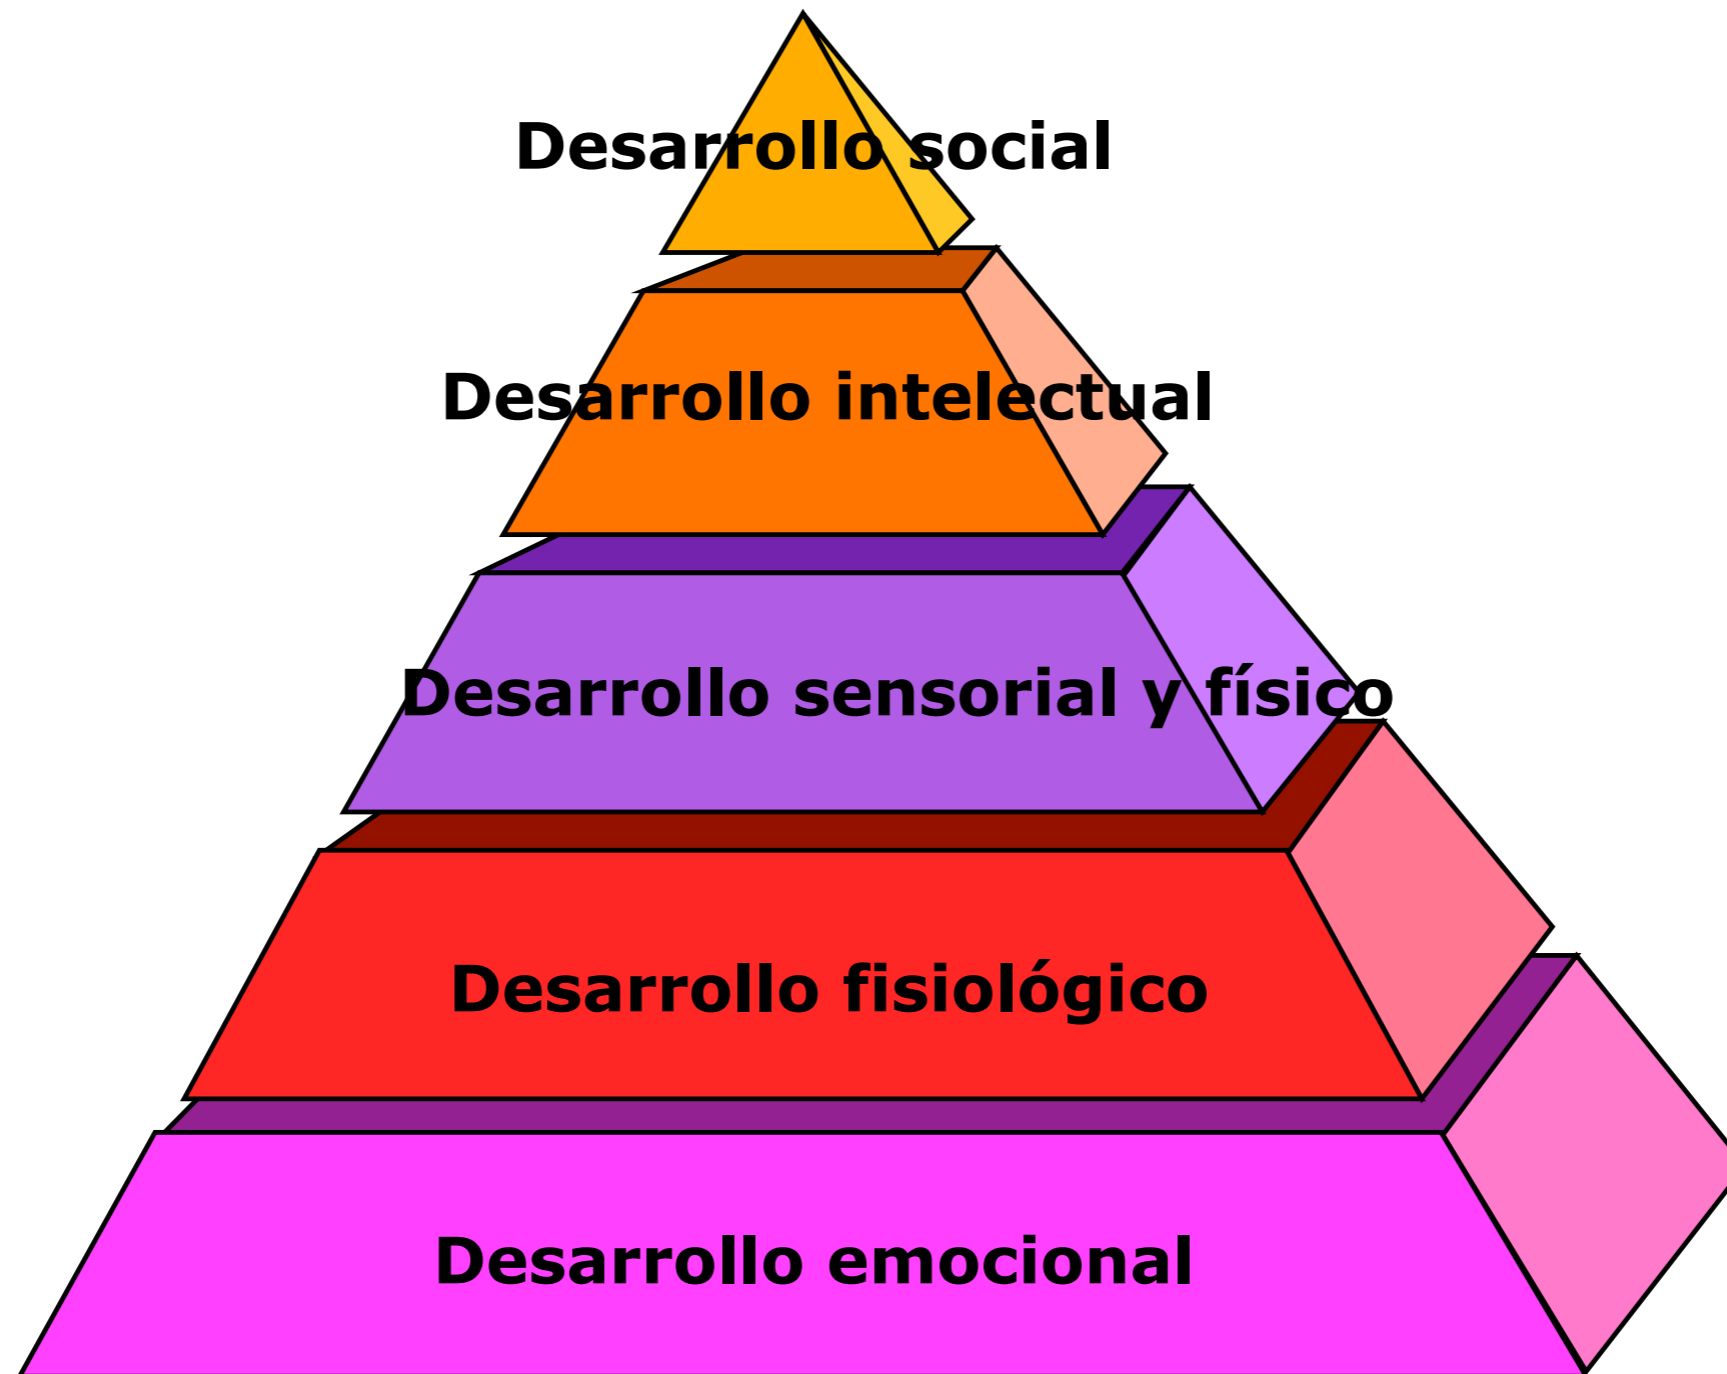 Desarrollo social
Desarrollo intelectual
Desarrollo sensorial y físico
Desarrollo fisiológico
Desarrollo emocional